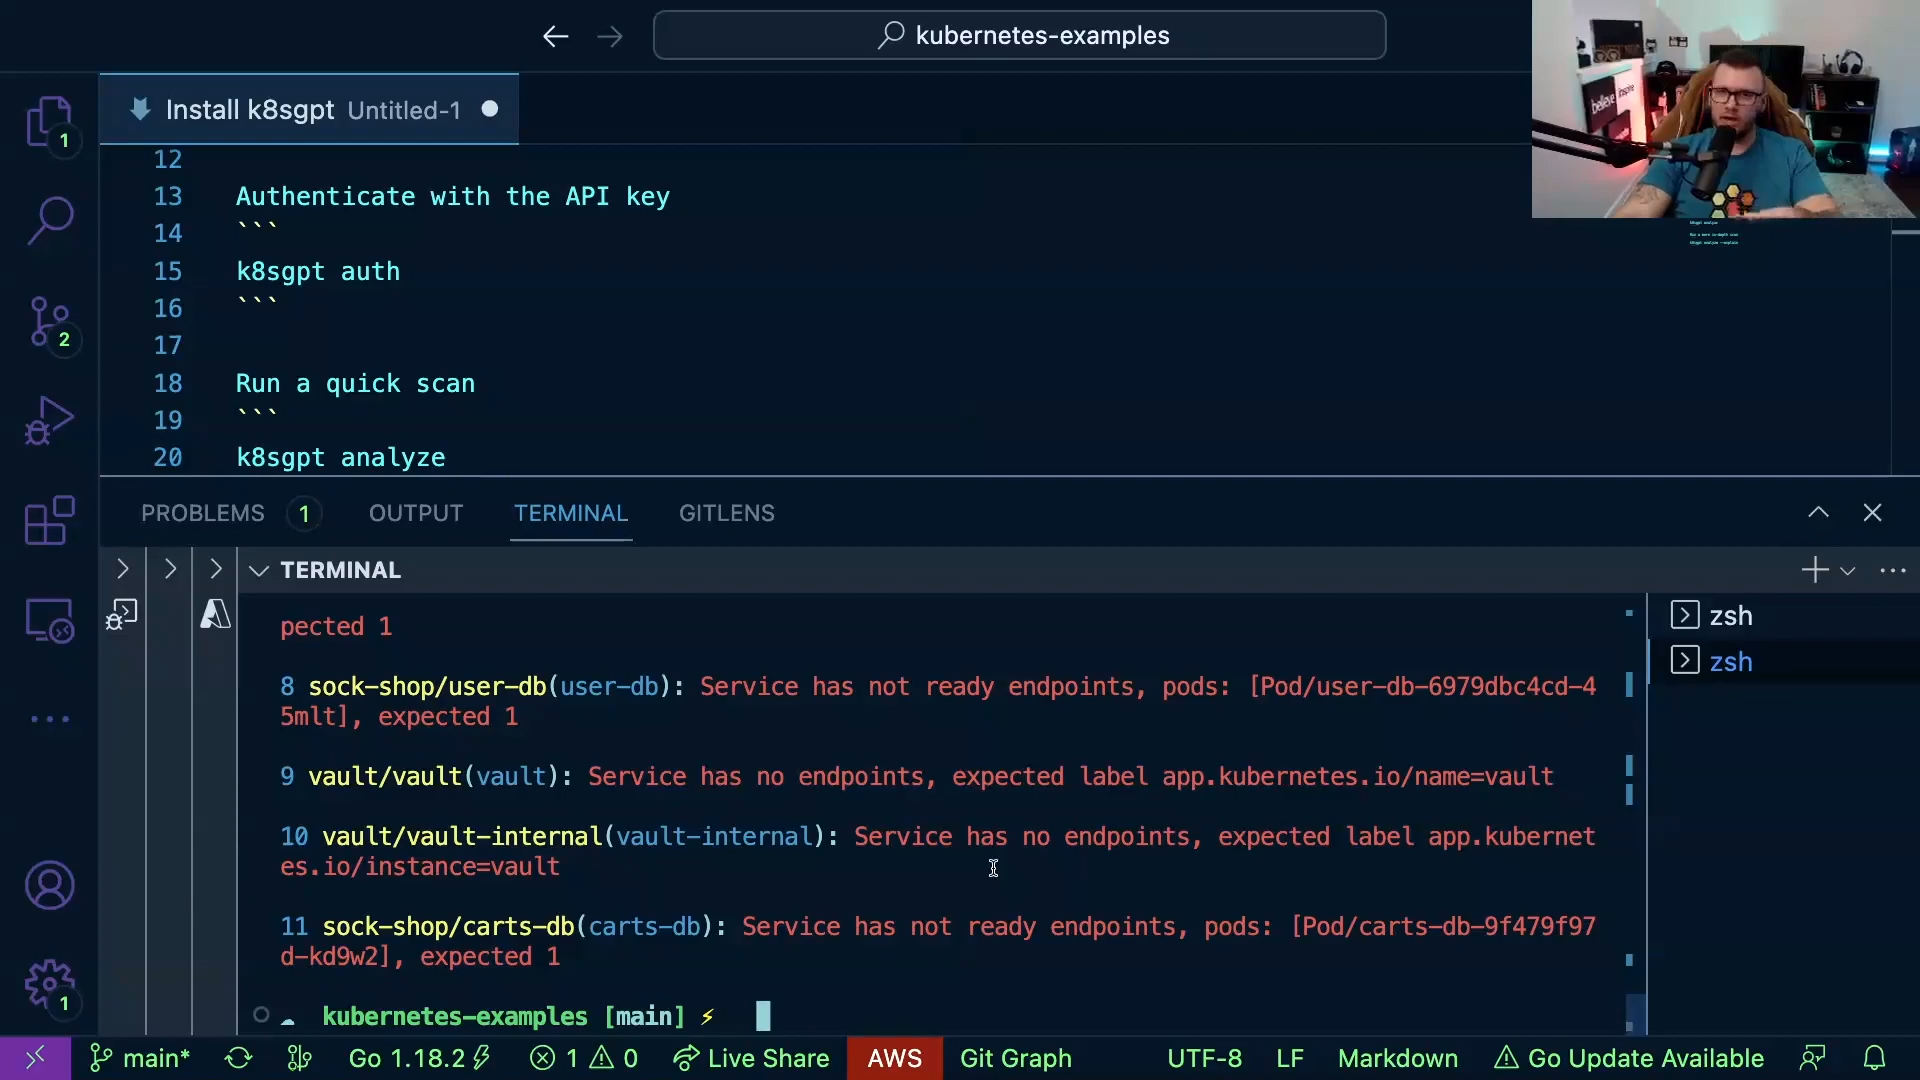 kubernetes-examples
Install k8sgpt Untitled-1
believe
inspire
12
13 Authenticate with the API key
14 ```
15 k8sgpt auth
16 ```
17
18 Run a quick scan
19 ```
20 k8sgpt analyze
1
2
1
PROBLEMS 1 OUTPUT TERMINAL GITLENS
TERMINAL
pected 1
8 sock-shop/user-db(user-db): Service has not ready endpoints, pods: [Pod/user-db-6979dbc4cd-4
5mlt], expected 1
9 vault/vault(vault): Service has no endpoints, expected label app.kubernetes.io/name=vault
10 vault/vault-internal(vault-internal): Service has no endpoints, expected label app.kubernet
es.io/instance=vault
11 sock-shop/carts-db(carts-db): Service has not ready endpoints, pods: [Pod/carts-db-9f479f97
d-kd9w2], expected 1
kubernetes-examples [main] ⚡
zsh
zsh
main* Go 1.18.2 1 0 Live Share AWS Git Graph UTF-8 LF Markdown Go Update Available